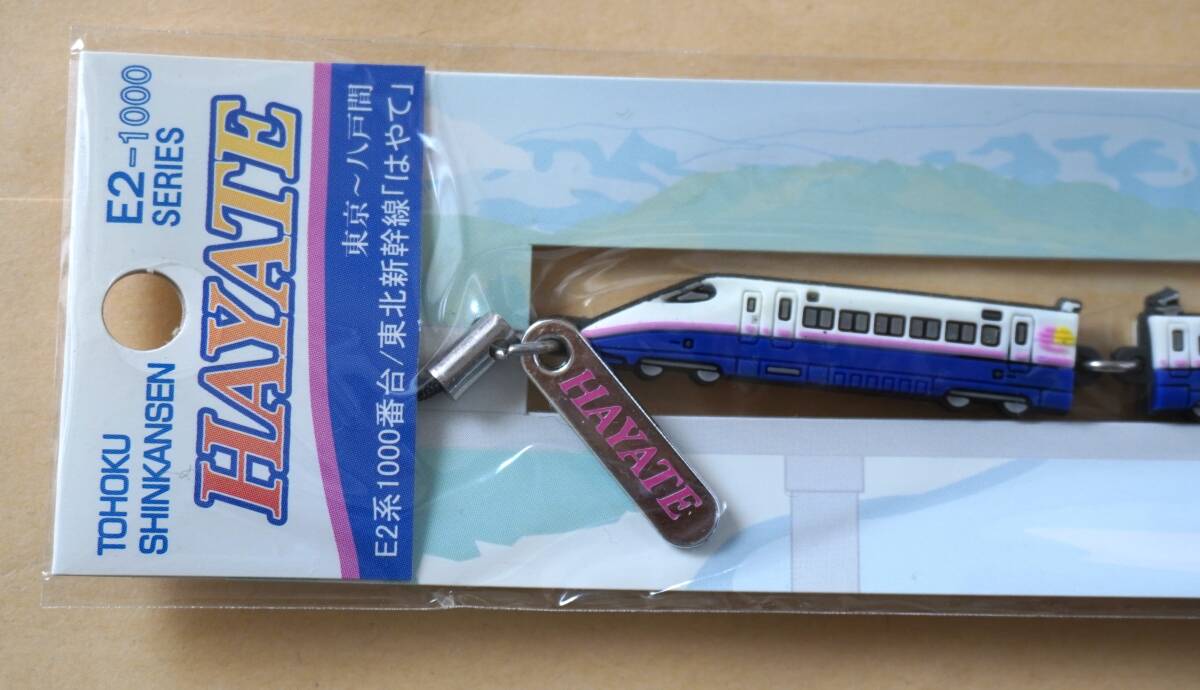 TOHOKU
SHINKANSEN
E2-1000
SERIES
HAYATE
東京～八戸間
E2系1000番台/東北新幹線「はやて」
HAYATE